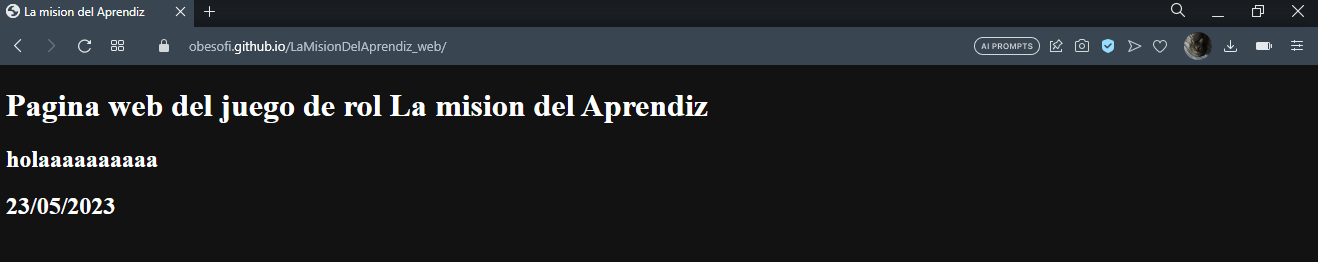 La mision del Aprendiz
obesofi.github.io/LaMisionDelAprendiz_web/
AI PROMPTS
Pagina web del juego de rol La mision del Aprendiz
holaaaaaaaaaa
23/05/2023